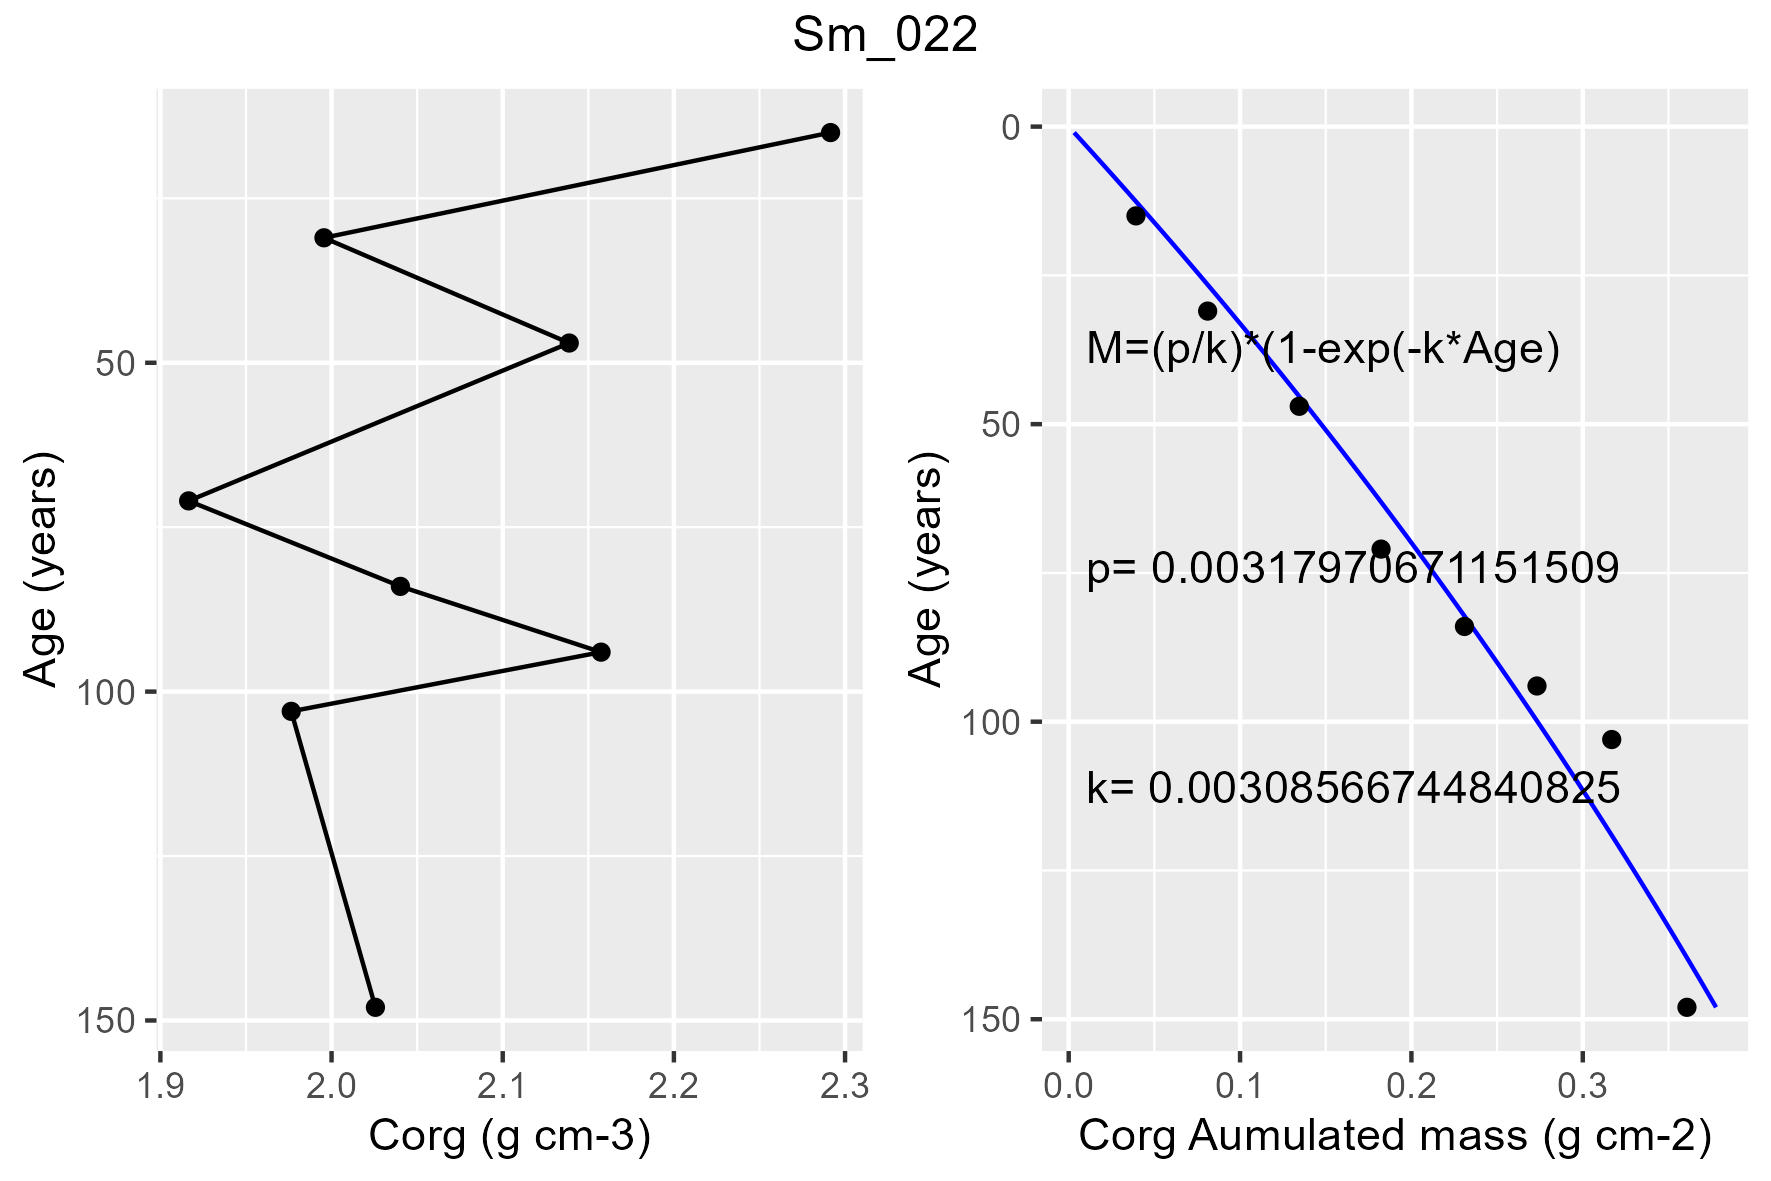 Sm_022
Age (years)
50
100
150
1.9
2.0
2.1
2.2
2.3
Corg (g cm-3)
Age (years)
0
50
100
150
M=(p/k)*(1-exp(-k*Age)
p= 0.00317970671151509
k= 0.00308566744840825
0.0
0.1
0.2
0.3
Corg Aumulated mass (g cm-2)